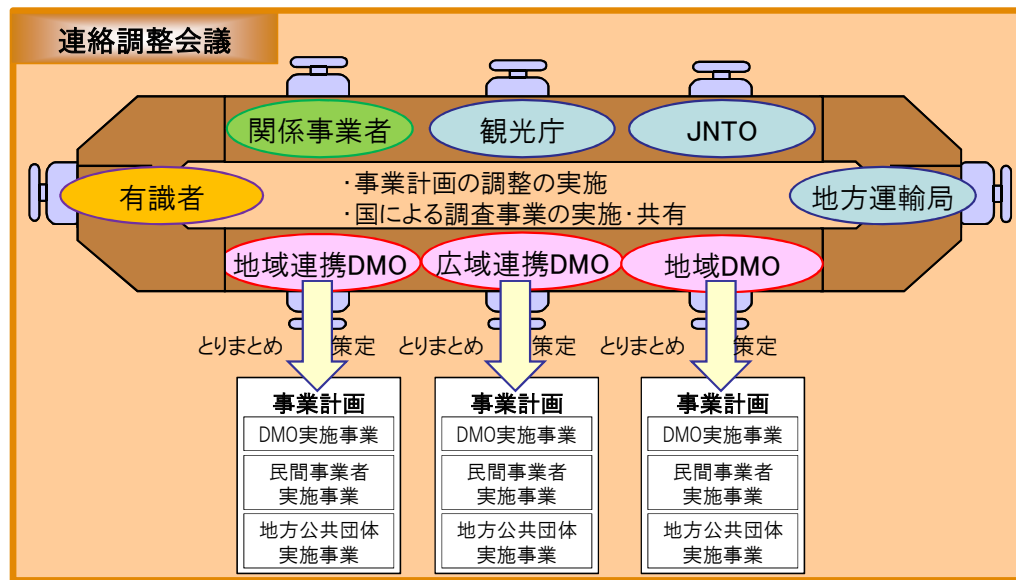 連絡調整会議
関係事業者
観光庁
JNTO
有識者
・事業計画の調整の実施
・国による調査事業の実施・共有
地方運輸局
地域連携DMO
広域連携DMO
地域DMO
とりまとめ 策定
とりまとめ 策定
とりまとめ 策定
事業計画
DMO実施事業
民間事業者
実施事業
地方公共団体
実施事業
事業計画
DMO実施事業
民間事業者
実施事業
地方公共団体
実施事業
事業計画
DMO実施事業
民間事業者
実施事業
地方公共団体
実施事業